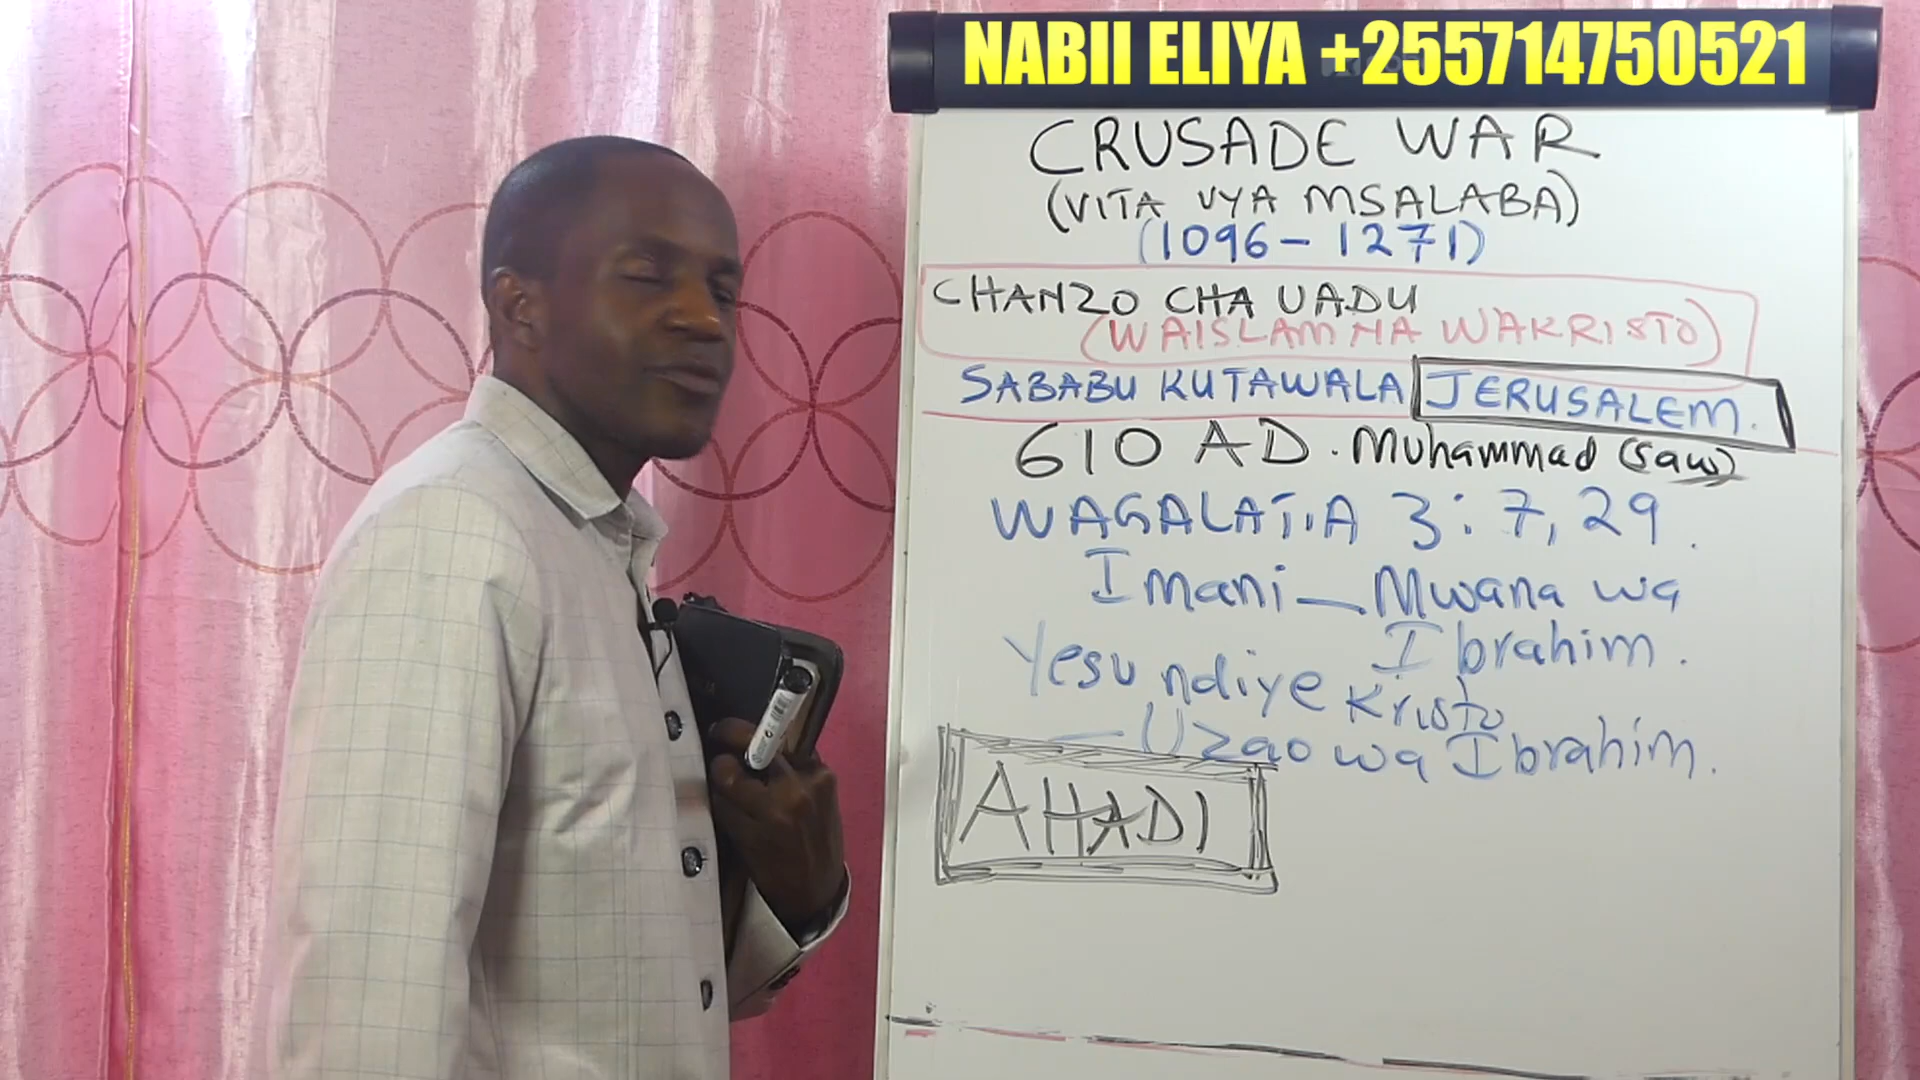 NABII ELIYA +255714750521
CRUSADE WAR
(VITA VYA MSALABA)
(1096 - 1271)
CHANZO CHA UADU
(WAISLAM NA WAKRISTO)
SABABU KUTAWALA JERUSALEM.
610 AD. Muhammad (saw)
WAGALATIA 3:7,29.
Imani - Mwana wa
Ibrahim.
Yesu ndiye Kristo
- Uzao wa Ibrahim.
AHADI